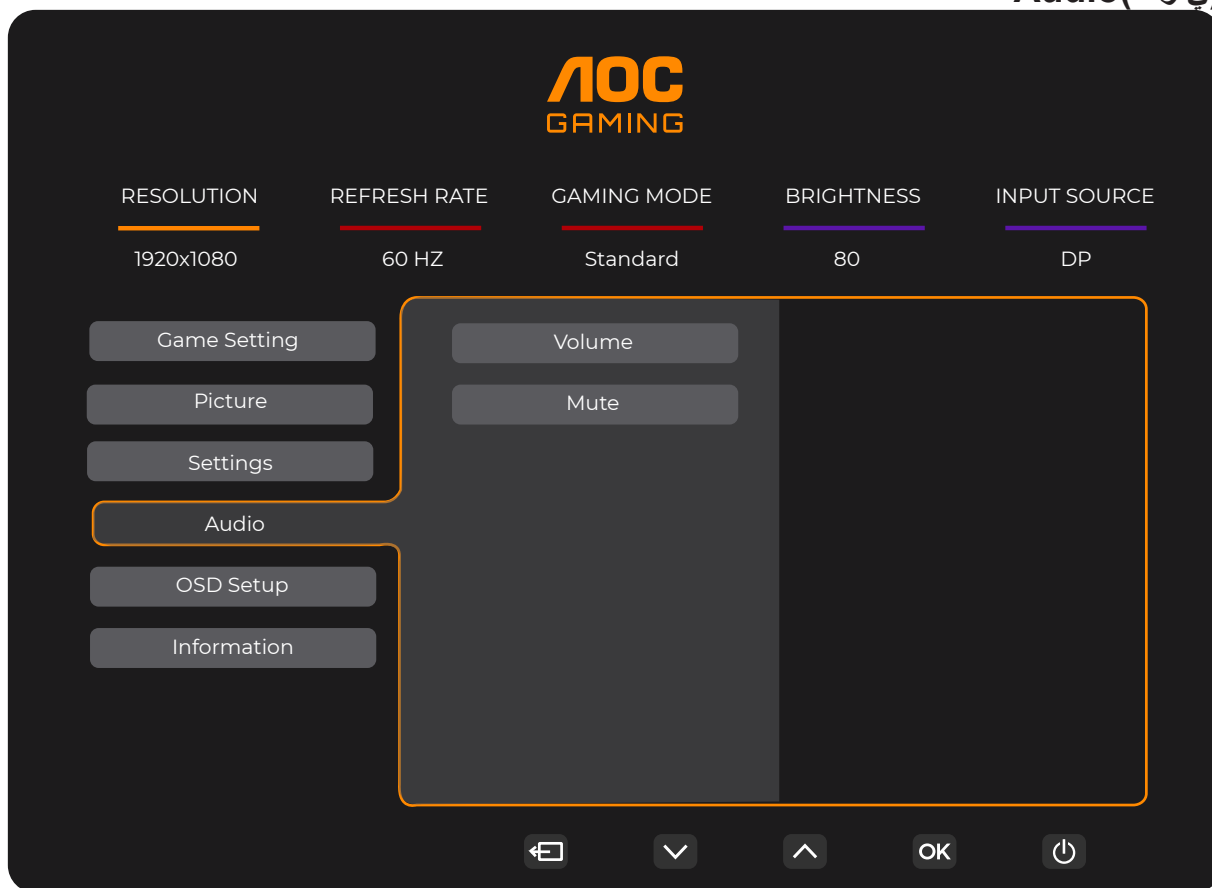 Audio(
AOC
GAMING
RESOLUTION REFRESH RATE GAMING MODE BRIGHTNESS INPUT SOURCE
1920x1080 60 HZ Standard 80 DP
Game Setting Volume
Picture Mute
Settings
Audio
OSD Setup
Information
OK